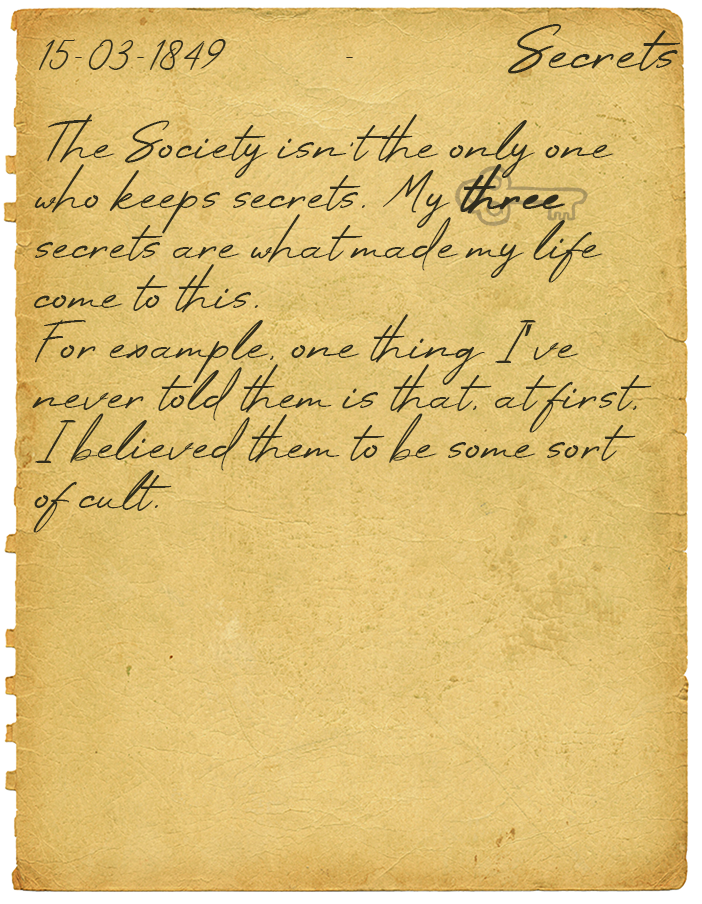 15-03-1849 - Secrets
The Society isn't the only one
who keeps secrets. My three
secrets are what made my life
come to this.
For example, one thing I've
never told them is that, at first,
I believed them to be some sort
of cult.